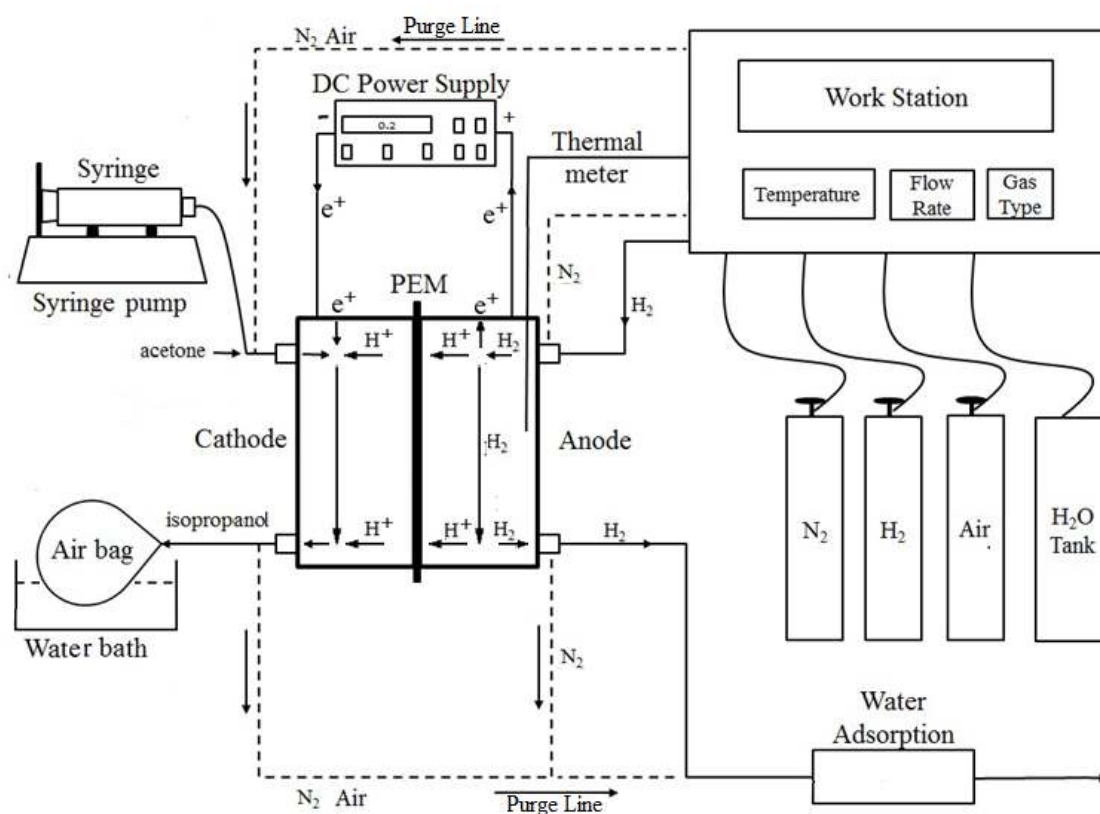 N₂ Air
Purge Line
DC Power Supply
-
0.2
+
Work Station
Temperature
Flow
Rate
Gas
Type
Thermal
meter
Syringe
Syringe pump
e⁺
e⁺
N₂
H₂
PEM
e⁺
e⁺
acetone
H⁺
H⁺
H₂
Cathode
H₂
Anode
isopropanol
H⁺
H⁺
H₂
H₂
Air bag
Water bath
N₂
H₂
Air
H₂O
Tank
N₂
Water
Adsorption
N₂ Air
Purge Line